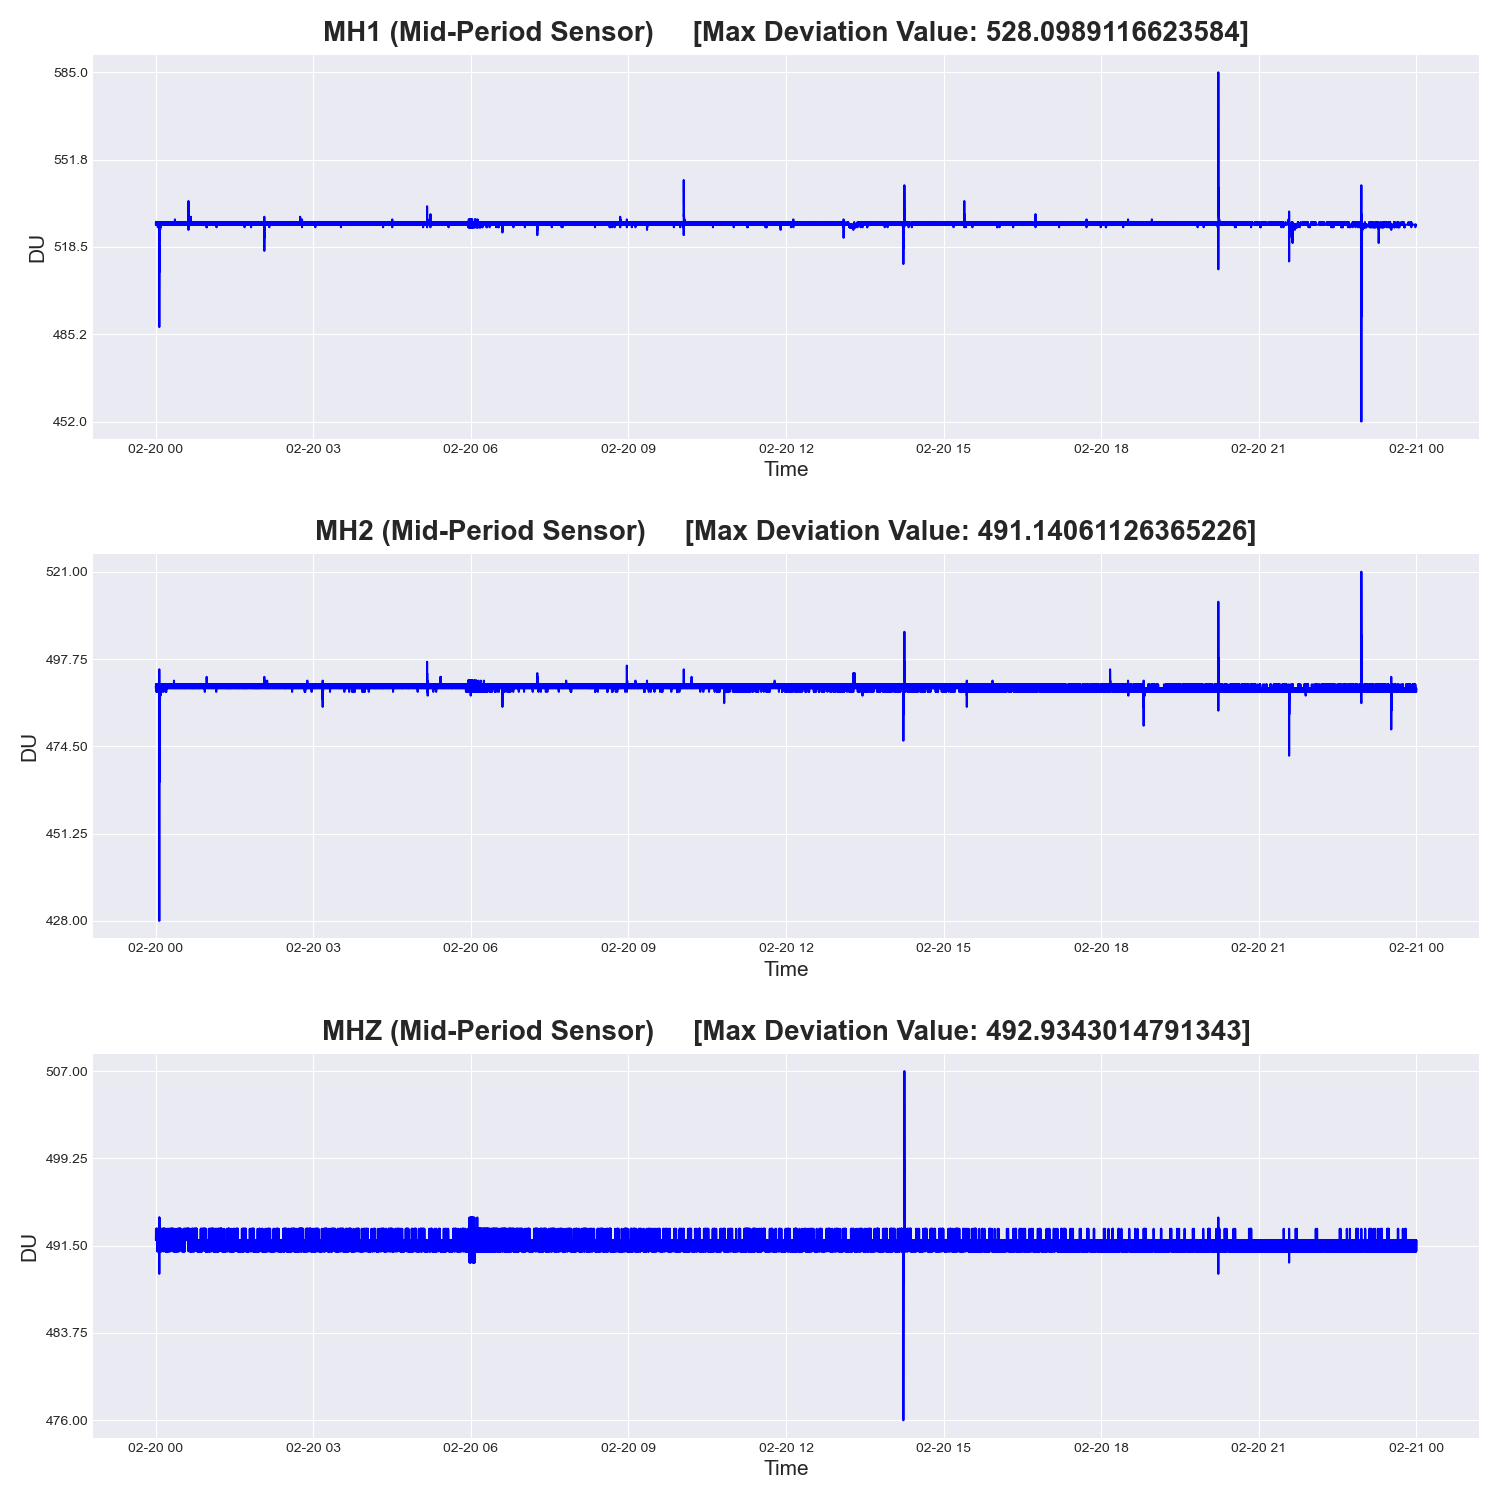 MH1 (Mid-Period Sensor) [Max Deviation Value: 528.0989116623584]
585.0
551.8
518.5
485.2
452.0
DU
02-20 00 02-20 03 02-20 06 02-20 09 02-20 12 02-20 15 02-20 18 02-20 21 02-21 00
Time
MH2 (Mid-Period Sensor) [Max Deviation Value: 491.14061126365226]
521.00
497.75
474.50
451.25
428.00
DU
02-20 00 02-20 03 02-20 06 02-20 09 02-20 12 02-20 15 02-20 18 02-20 21 02-21 00
Time
MHZ (Mid-Period Sensor) [Max Deviation Value: 492.9343014791343]
507.00
499.25
491.50
483.75
476.00
DU
02-20 00 02-20 03 02-20 06 02-20 09 02-20 12 02-20 15 02-20 18 02-20 21 02-21 00
Time